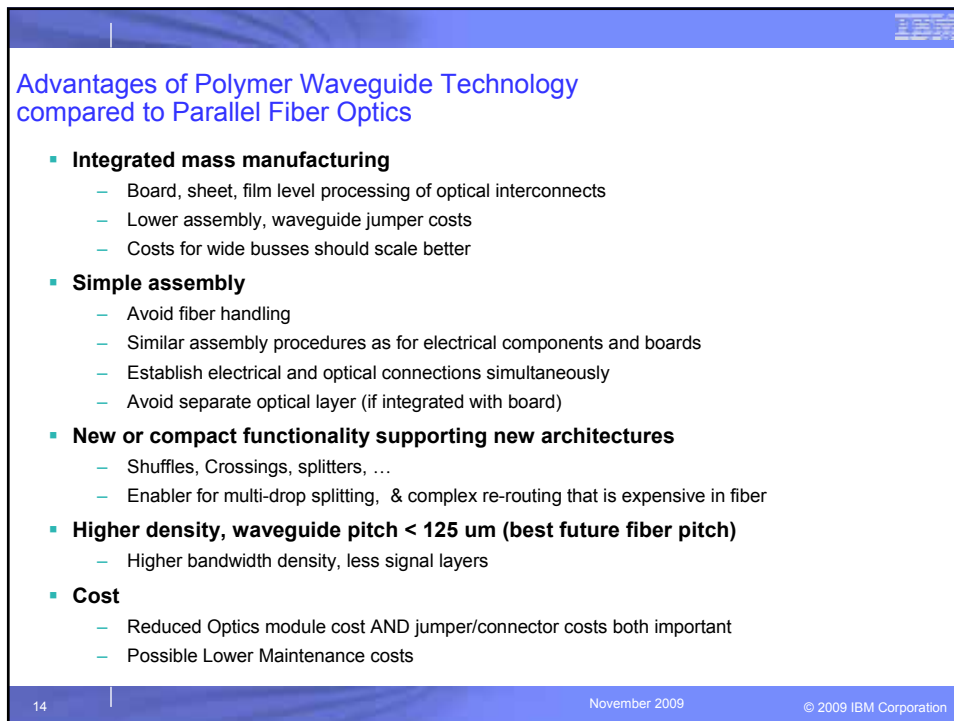 IBM
Advantages of Polymer Waveguide Technology
compared to Parallel Fiber Optics
▪ Integrated mass manufacturing
– Board, sheet, film level processing of optical interconnects
– Lower assembly, waveguide jumper costs
– Costs for wide busses should scale better
▪ Simple assembly
– Avoid fiber handling
– Similar assembly procedures as for electrical components and boards
– Establish electrical and optical connections simultaneously
– Avoid separate optical layer (if integrated with board)
▪ New or compact functionality supporting new architectures
– Shuffles, Crossings, splitters, …
– Enabler for multi-drop splitting, & complex re-routing that is expensive in fiber
▪ Higher density, waveguide pitch < 125 um (best future fiber pitch)
– Higher bandwidth density, less signal layers
▪ Cost
– Reduced Optics module cost AND jumper/connector costs both important
– Possible Lower Maintenance costs
14 November 2009 © 2009 IBM Corporation